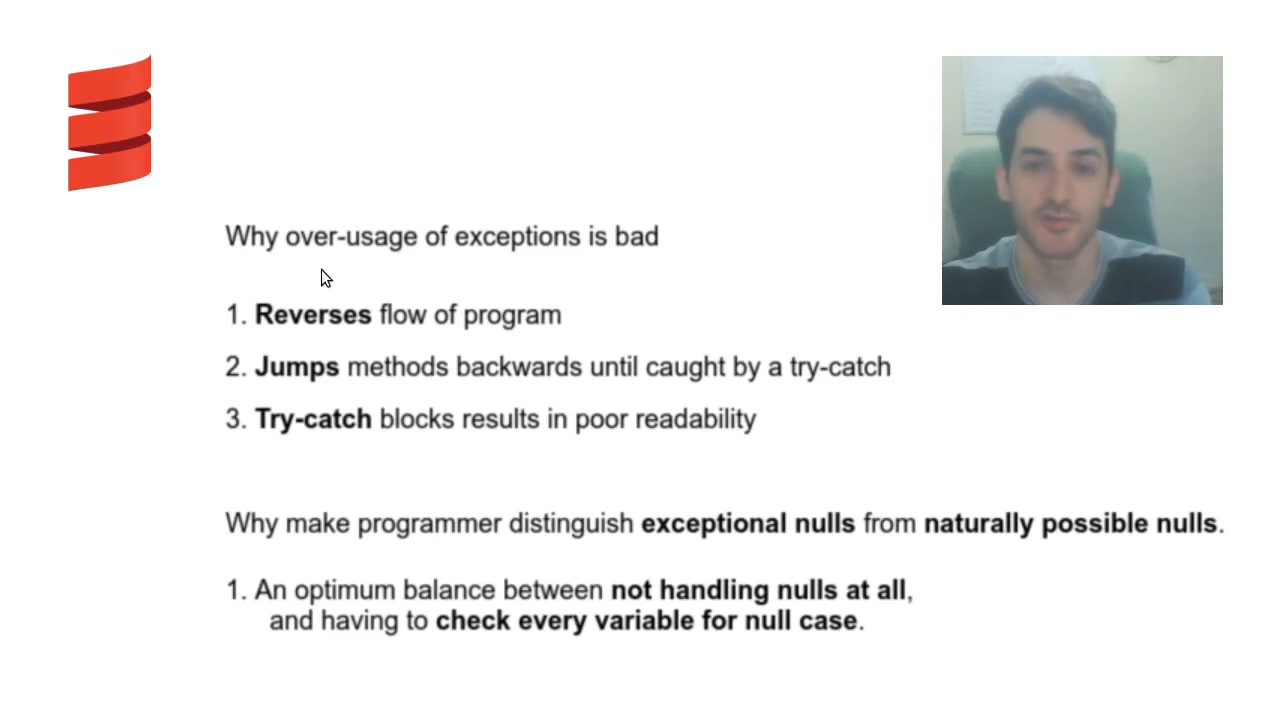 Why over-usage of exceptions is bad
1. Reverses flow of program
2. Jumps methods backwards until caught by a try-catch
3. Try-catch blocks results in poor readability
Why make programmer distinguish exceptional nulls from naturally possible nulls.
1. An optimum balance between not handling nulls at all,
and having to check every variable for null case.